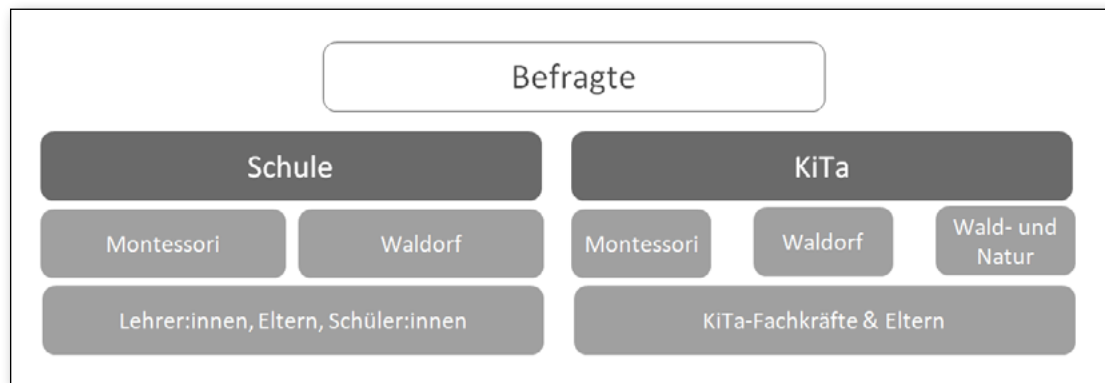 Befragte
Schule
KiTa
Montessori
Waldorf
Montessori
Waldorf
Wald- und
Natur
Lehrer:innen, Eltern, Schüler:innen
KiTa-Fachkräfte & Eltern